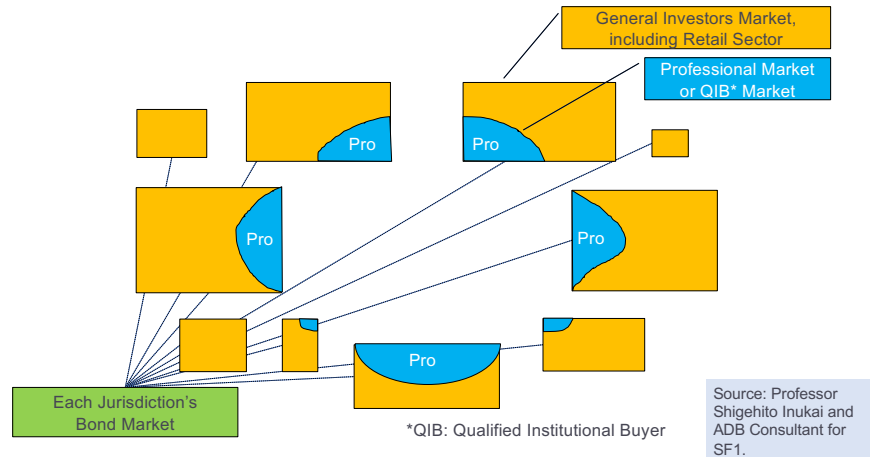 General Investors Market,
including Retail Sector
Professional Market
or QIB* Market
Pro
Pro
Pro
Pro
Pro
Each Jurisdiction's
Bond Market
*QIB: Qualified Institutional Buyer
Source: Professor
Shigehito Inukai and
ADB Consultant for
SF1.